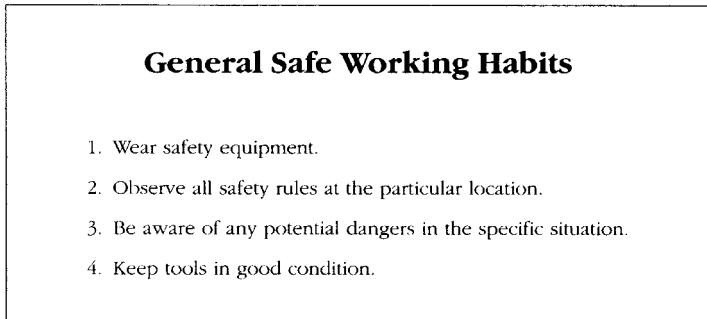 General Safe Working Habits
1. Wear safety equipment.
2. Observe all safety rules at the particular location.
3. Be aware of any potential dangers in the specific situation.
4. Keep tools in good condition.